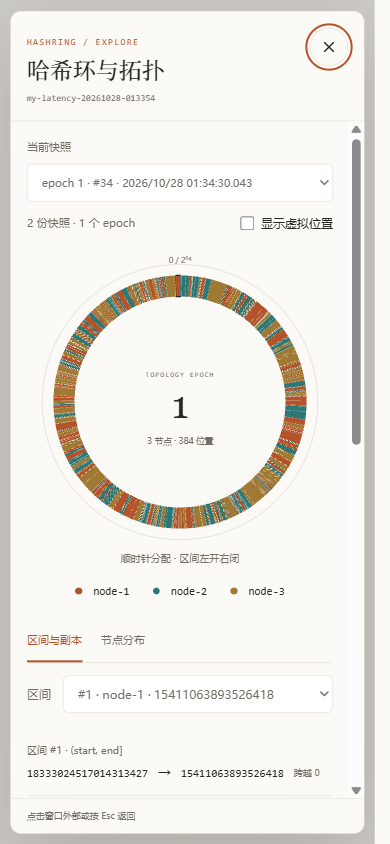 HASHRING / EXPLORE
哈希环与拓扑
my-latency-20261028-013354
当前快照
epoch 1 · #34 · 2026/10/28 01:34:30.043
2 份快照 · 1 个 epoch
显示虚拟位置
0 / 2⁶⁴
TOPOLOGY EPOCH
1
3 节点 · 384 位置
顺时针分配 · 区间左开右闭
node-1
node-2
node-3
区间与副本 节点分布
区间 #1 · node-1 · 15411063893526418
区间 #1 · (start, end]
18333024517014313427 → 15411063893526418 跨越 0
点击窗口外部或按 Esc 返回